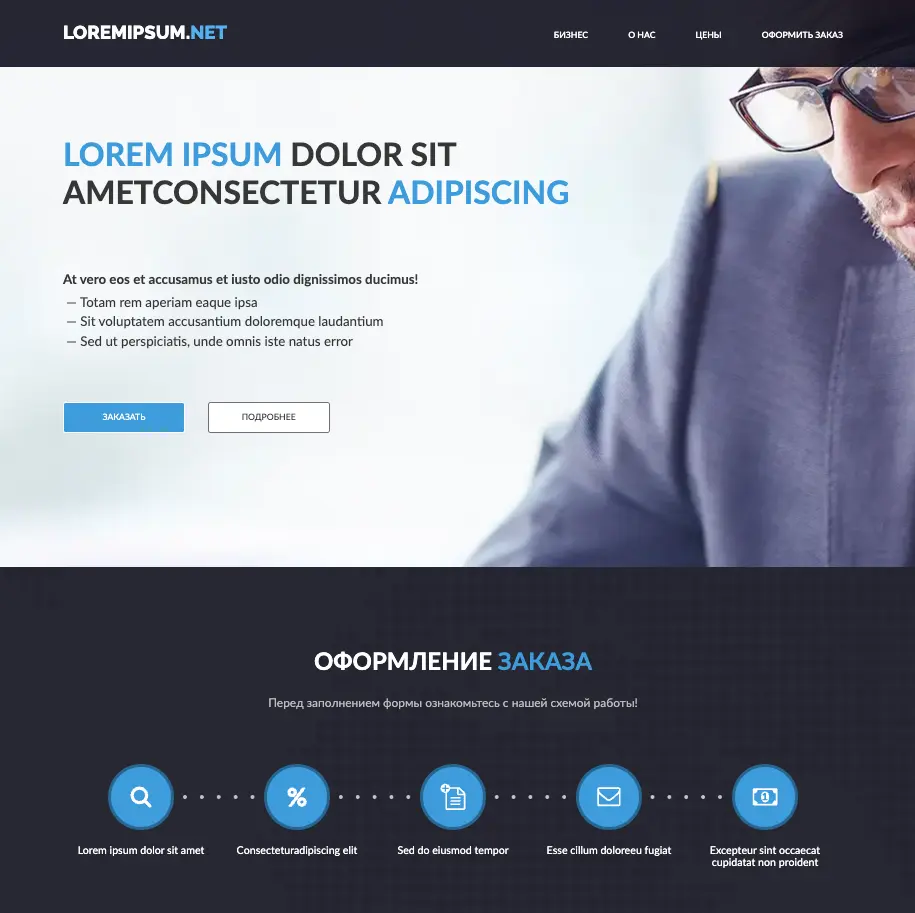 LOREMIPSUM.NET
БИЗНЕС О НАС ЦЕНЫ ОФОРМИТЬ ЗАКАЗ
LOREM IPSUM DOLOR SIT
AMETCONSECTETUR ADIPISCING
At vero eos et accusamus et iusto odio dignissimos ducimus!
— Totam rem aperiam eaque ipsa
— Sit voluptatem accusantium doloremque laudantium
— Sed ut perspiciatis, unde omnis iste natus error
ЗАКАЗАТЬ ПОДРОБНЕЕ
ОФОРМЛЕНИЕ ЗАКАЗА
Перед заполнением формы ознакомьтесь с нашей схемой работы!
%
1
Lorem ipsum dolor sit amet
Consecteturadipiscing elit
Sed do eiusmod tempor
Esse cillum doloreeu fugiat
Excepteur sint occaecat
cupidatat non proident